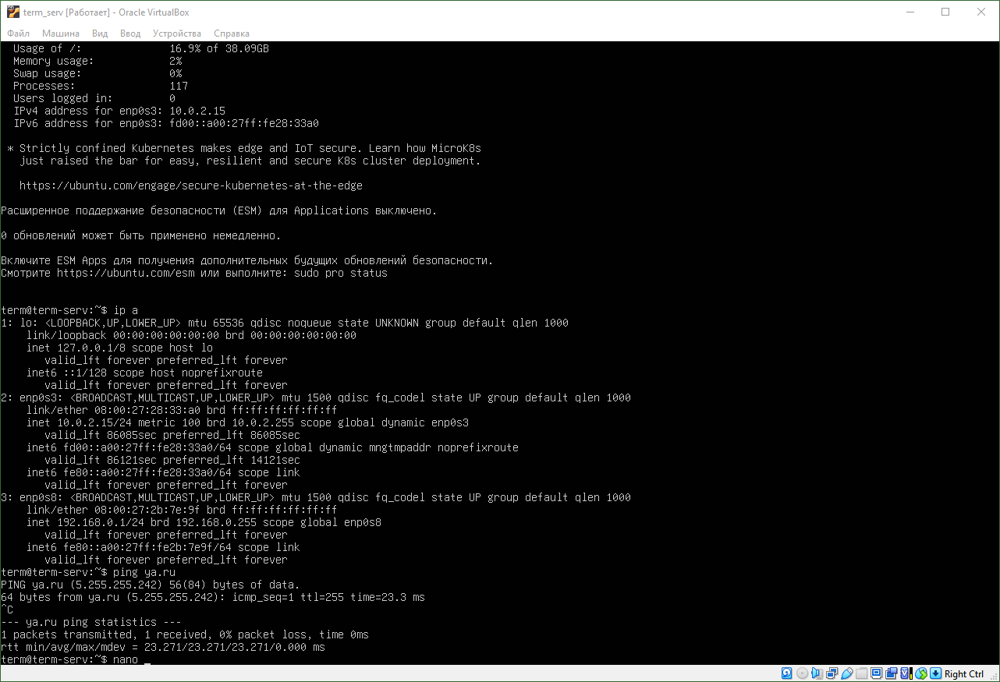 term_serv [Работает] - Oracle VirtualBox
Файл Машина Вид Ввод Устройства Справка
Usage of /: 16.9% of 38.09GB
Memory usage: 2%
Swap usage: 0%
Processes: 117
Users logged in: 0
IPv4 address for enp0s3: 10.0.2.15
IPv6 address for enp0s3: fd00::a00:27ff:fe28:33a0
* Strictly confined Kubernetes makes edge and IoT secure. Learn how MicroK8s
just raised the bar for easy, resilient and secure K8s cluster deployment.
https://ubuntu.com/engage/secure-kubernetes-at-the-edge
Расширенное поддержание безопасности (ESM) для Applications выключено.
0 обновлений может быть применено немедленно.
Включите ESM Apps для получения дополнительных будущих обновлений безопасности.
Смотрите https://ubuntu.com/esm или выполните: sudo pro status
term@term-serv:~$ ip a
1: lo: <LOOPBACK,UP,LOWER_UP> mtu 65536 qdisc noqueue state UNKNOWN group default qlen 1000
link/loopback 00:00:00:00:00:00 brd 00:00:00:00:00:00
inet 127.0.0.1/8 scope host lo
valid_lft forever preferred_lft forever
inet6 ::1/128 scope host noprefixroute
valid_lft forever preferred_lft forever
2: enp0s3: <BROADCAST,MULTICAST,UP,LOWER_UP> mtu 1500 qdisc fq_codel state UP group default qlen 1000
link/ether 08:00:27:28:33:a0 brd ff:ff:ff:ff:ff:ff
inet 10.0.2.15/24 metric 100 brd 10.0.2.255 scope global dynamic enp0s3
valid_lft 86085sec preferred_lft 86085sec
inet6 fd00::a00:27ff:fe28:33a0/64 scope global dynamic mngtmpaddr noprefixroute
valid_lft 86121sec preferred_lft 14121sec
inet6 fe80::a00:27ff:fe28:33a0/64 scope link
valid_lft forever preferred_lft forever
3: enp0s8: <BROADCAST,MULTICAST,UP,LOWER_UP> mtu 1500 qdisc fq_codel state UP group default qlen 1000
link/ether 08:00:27:2b:7e:9f brd ff:ff:ff:ff:ff:ff
inet 192.168.0.1/24 brd 192.168.0.255 scope global enp0s8
valid_lft forever preferred_lft forever
inet6 fe80::a00:27ff:fe2b:7e9f/64 scope link
valid_lft forever preferred_lft forever
term@term-serv:~$ ping ya.ru
PING ya.ru (5.255.255.242) 56(84) bytes of data.
64 bytes from ya.ru (5.255.255.242): icmp_seq=1 ttl=255 time=23.3 ms
^C
--- ya.ru ping statistics ---
1 packets transmitted, 1 received, 0% packet loss, time 0ms
rtt min/avg/max/mdev = 23.271/23.271/23.271/0.000 ms
term@term-serv:~$ nano _
Right Ctrl